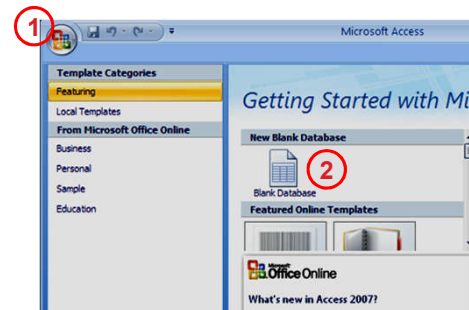 1
Microsoft Access
Template Categories
Featuring
Local Templates
From Microsoft Office Online
Business
Personal
Sample
Education
Getting Started with Mi
New Blank Database
2
Blank Database
Featured Online Templates
Microsoft
Office Online
What's new in Access 2007?